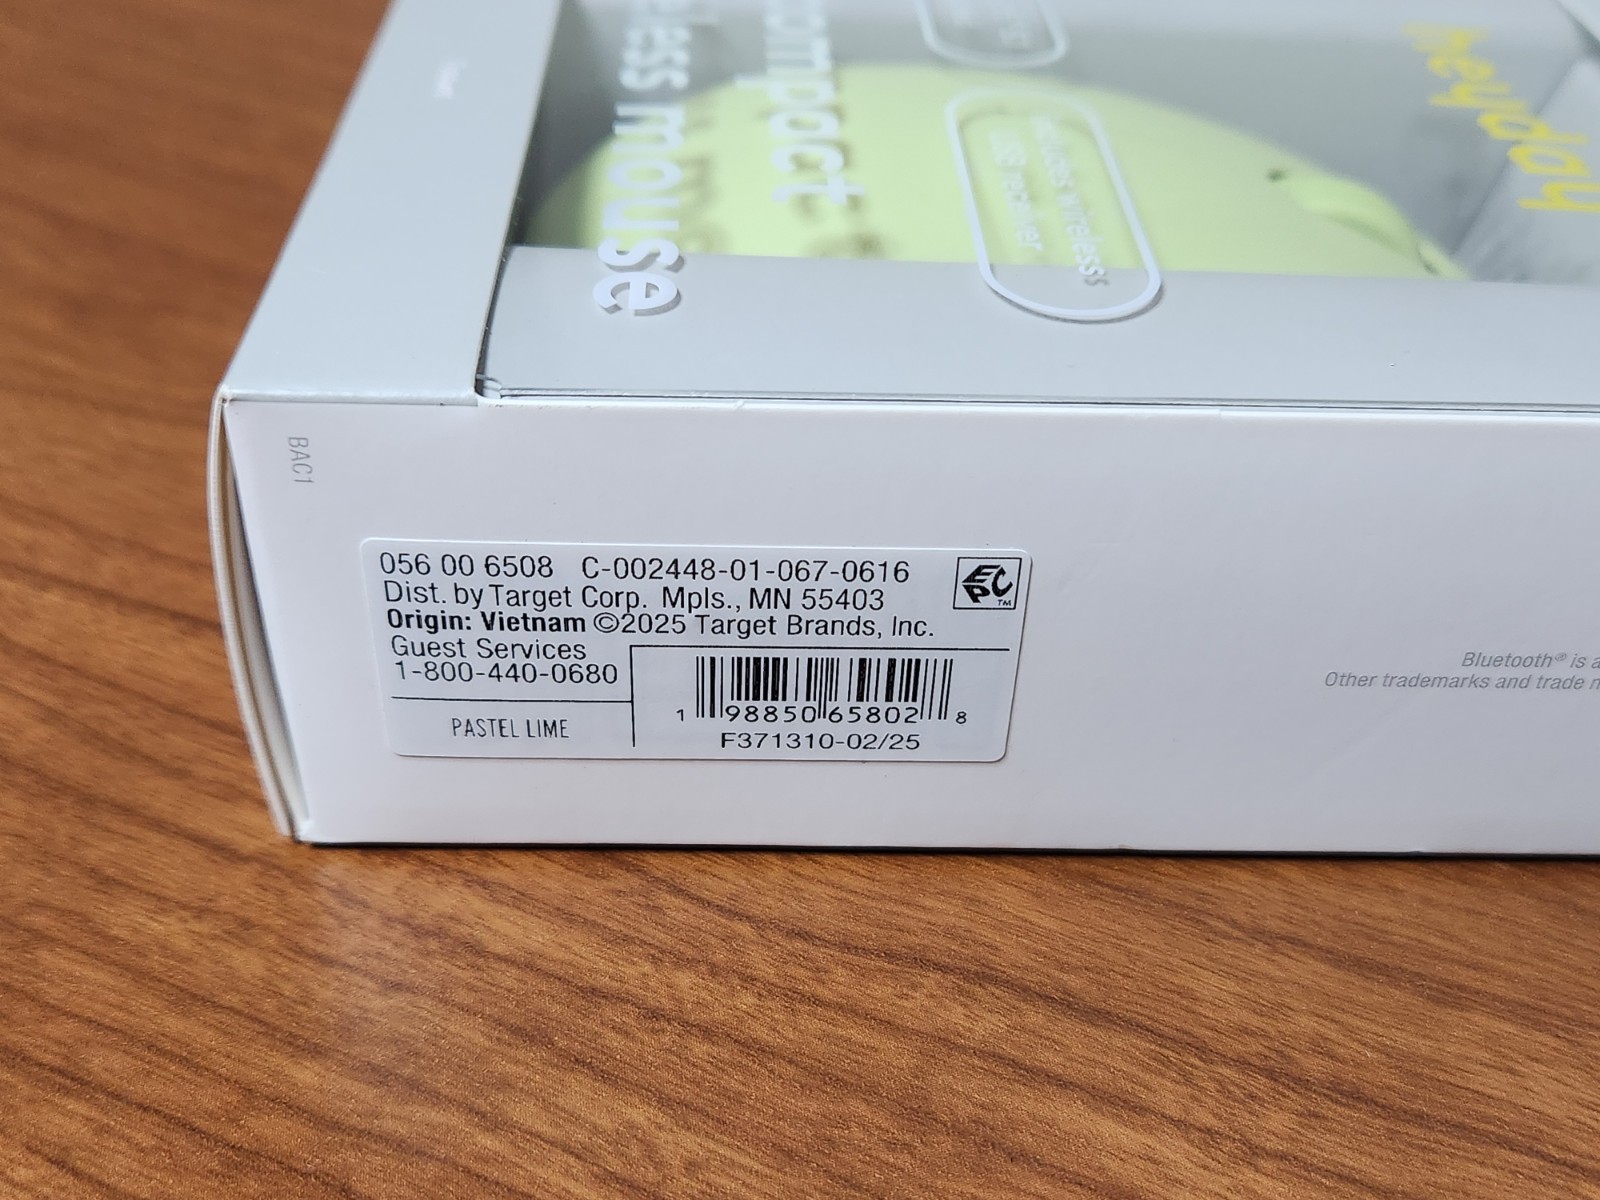 less mouse
compact
includes wireless
USB receiver
heyday
BAC1
056 00 6508 C-002448-01-067-0616
Dist. by Target Corp. Mpls., MN 55403
Origin: Vietnam ©2025 Target Brands, Inc.
Guest Services
1-800-440-0680
PASTEL LIME
EPC™
1 98850 65802 8
F371310-02/25
Bluetooth® is a
Other trademarks and trade n